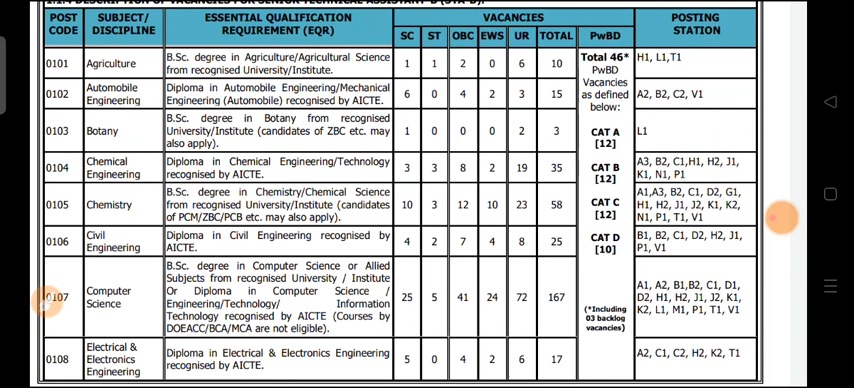 1.1.1 DESCRIPTION OF VACANCIES FOR SENIOR TECHNICAL ASSISTANT-B (STA-B):
POST CODE SUBJECT/ DISCIPLINE ESSENTIAL QUALIFICATION REQUIREMENT (EQR) VACANCIES POSTING STATION
SC ST OBC EWS UR TOTAL PwBD
0101 Agriculture B.Sc. degree in Agriculture/Agricultural Science from recognised University/Institute. 1 1 2 0 6 10 H1, L1,T1
0102 Automobile Engineering Diploma in Automobile Engineering/Mechanical Engineering (Automobile) recognised by AICTE. 6 0 4 2 3 15 A2, B2, C2, V1
0103 Botany B.Sc. degree in Botany from recognised University/Institute (candidates of ZBC etc. may also apply). 1 0 0 0 2 3 L1
0104 Chemical Engineering Diploma in Chemical Engineering/Technology recognised by AICTE. 3 3 8 2 19 35 A3, B2, C1,H1, H2, J1, K1, N1, P1
0105 Chemistry B.Sc. degree in Chemistry/Chemical Science from recognised University/Institute (candidates of PCM/ZBC/PCB etc. may also apply). 10 3 12 10 23 58 A1,A3, B2, C1, D2, G1, H1, H2, J1, J2, K1, K2, N1, P1, T1, V1
0106 Civil Engineering Diploma in Civil Engineering recognised by AICTE. 4 2 7 4 8 25 B1, B2, C1, D2, H2, J1, P1, V1
0107 Computer Science B.Sc. degree in Computer Science or Allied Subjects from recognised University / Institute Or Diploma in Computer Science / Engineering/Technology/ Information Technology recognised by AICTE (Courses by DOEACC/BCA/MCA are not eligible). 25 5 41 24 72 167 A1, A2, B1,B2, C1, D1, D2, H1, H2, J1, J2, K1, K2, L1, M1, P1, T1, V1
0108 Electrical & Electronics Engineering Diploma in Electrical & Electronics Engineering recognised by AICTE. 5 0 4 2 6 17 A2, C1, C2, H2, K2, T1
Total 46*
PwBD
Vacancies
as defined
below:
CAT A
[12]
CAT B
[12]
CAT C
[12]
CAT D
[10]
(*Including
03 backlog
vacancies)